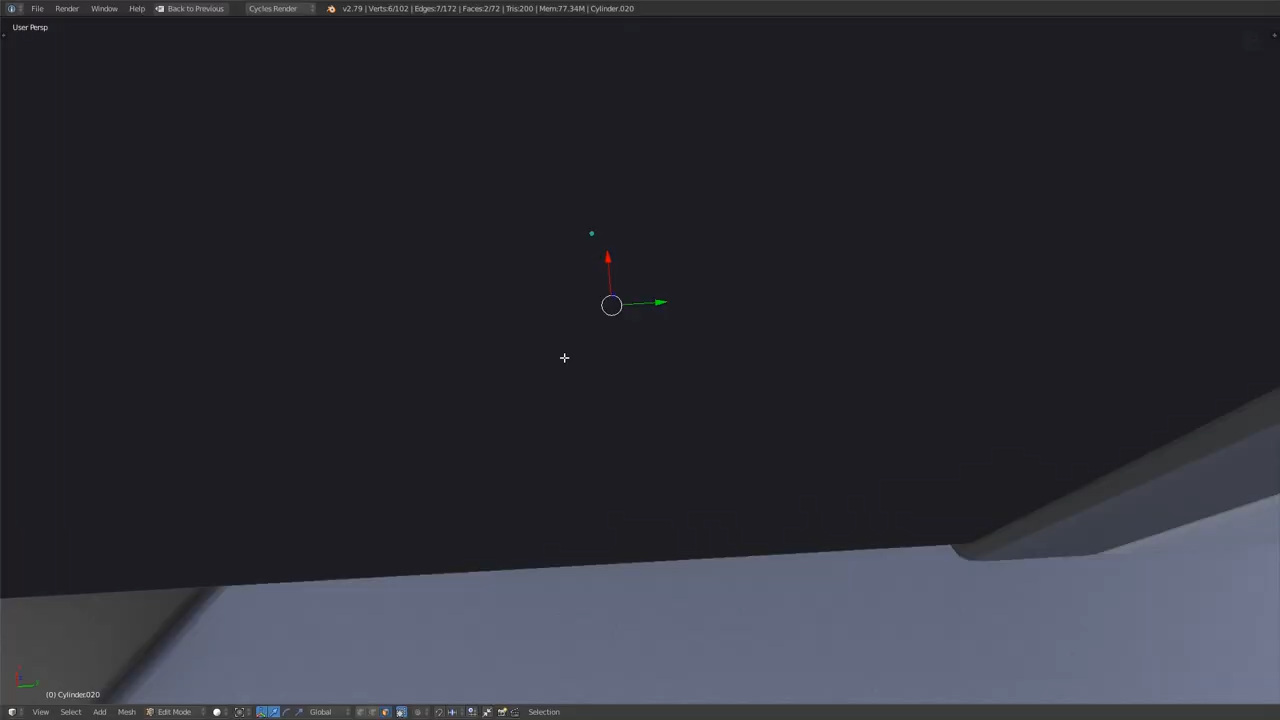 File Render Window Help Back to Previous Cycles Render v2.79 | Verts:6/102 | Edges:7/172 | Faces:2/72 | Tris:200 | Mem:77.34M | Cylinder.020
User Persp
(0) Cylinder.020
View Select Add Mesh Edit Mode Global Selection